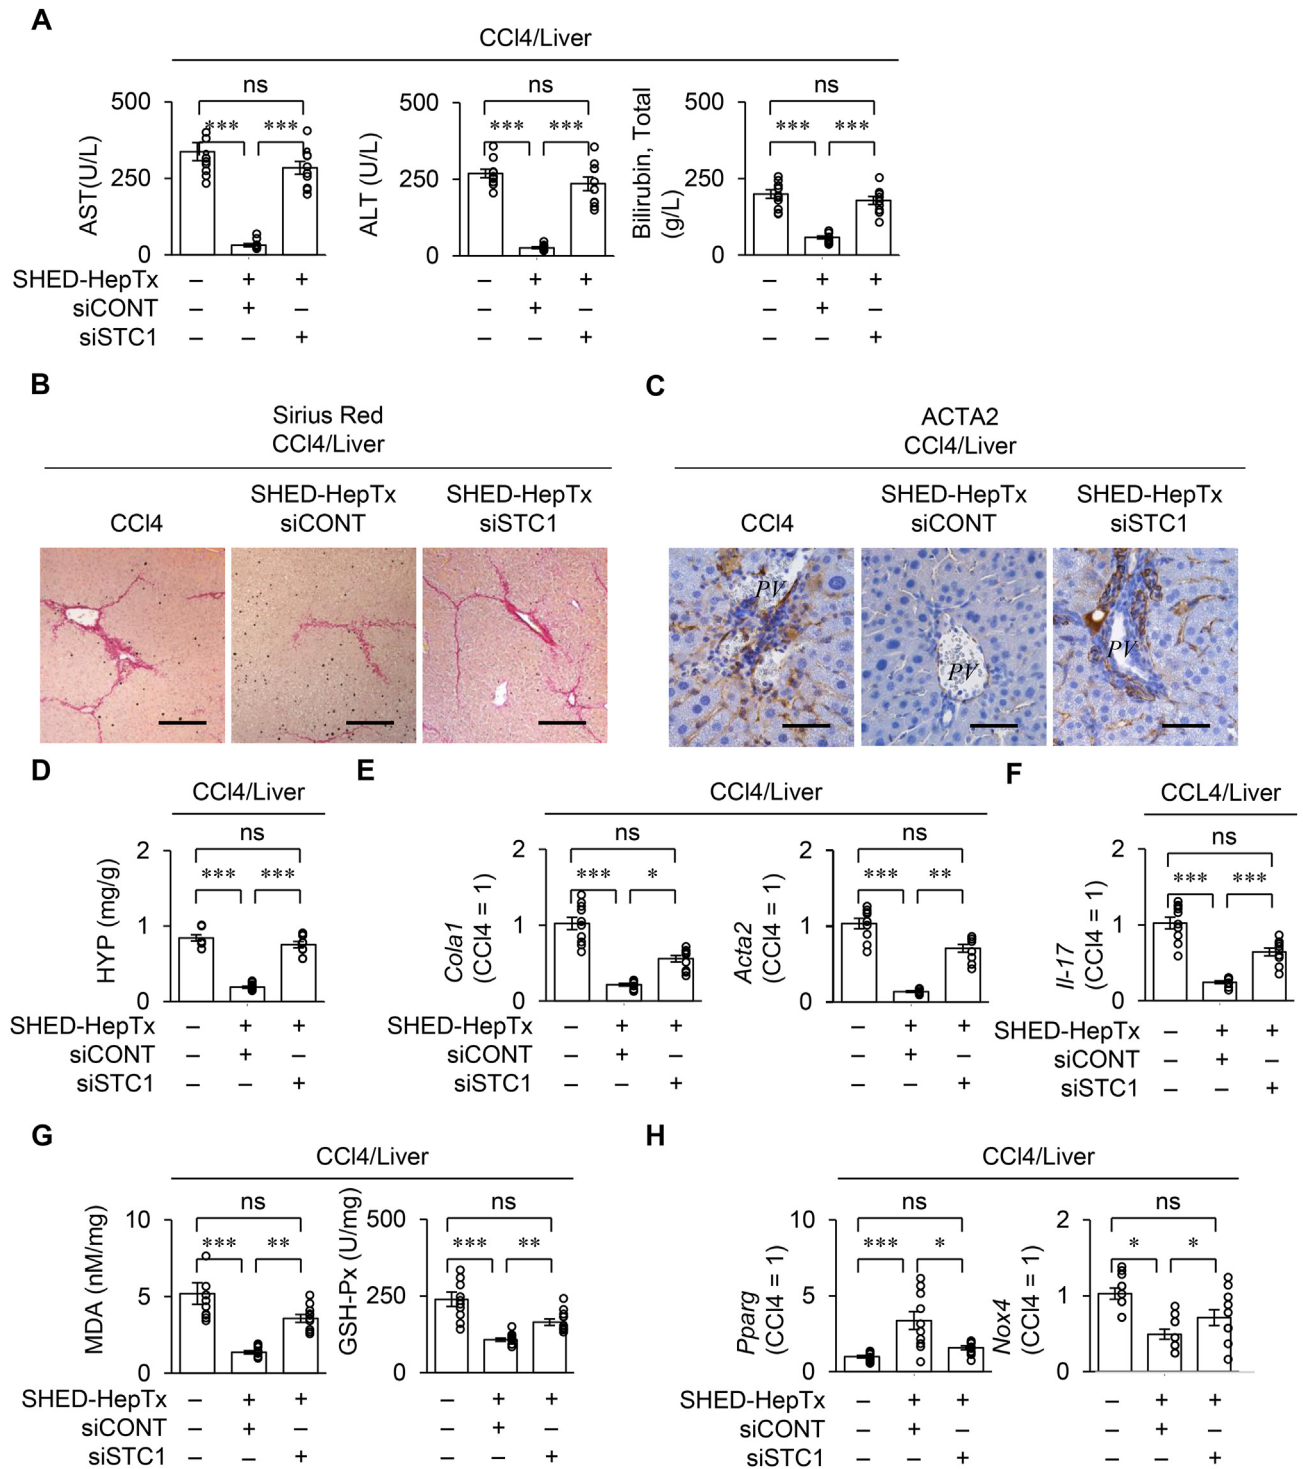 A
CCl4/Liver
ns
*** ***
500
250
0
AST(U/L)
ns
*** ***
500
250
0
ALT (U/L)
ns
*** ***
500
250
0
Bilirubin, Total
(g/L)
SHED-HepTx – + + – + + – + +
siCONT – + – – + – – + –
siSTC1 – – + – – + – – +
B
Sirius Red
CCl4/Liver
CCl4
SHED-HepTx
siCONT
SHED-HepTx
siSTC1
C
ACTA2
CCl4/Liver
CCl4
SHED-HepTx
siCONT
SHED-HepTx
siSTC1
PV
PV
PV
D
CCl4/Liver
ns
*** ***
2
1
0
HYP (mg/g)
SHED-HepTx – + +
siCONT – + –
siSTC1 – – +
E
CCl4/Liver
ns
*** *
2
1
0
Cola1
(CCl4 = 1)
ns
*** **
2
1
0
Acta2
(CCl4 = 1)
SHED-HepTx – + + – + +
siCONT – + – – + –
siSTC1 – – + – – +
F
CCL4/Liver
ns
*** ***
2
1
0
Il-17
(CCl4 = 1)
SHED-HepTx – + +
siCONT – + –
siSTC1 – – +
G
CCl4/Liver
ns
*** **
10
5
0
MDA (nM/mg)
ns
*** **
500
250
0
GSH-Px (U/mg)
SHED-HepTx – + + – + +
siCONT – + – – + –
siSTC1 – – + – – +
H
CCl4/Liver
ns
*** *
10
5
0
Pparg
(CCl4 = 1)
ns
* *
2
1
0
Nox4
(CCl4 = 1)
SHED-HepTx – + + – + +
siCONT – + – – + –
siSTC1 – – + – – +